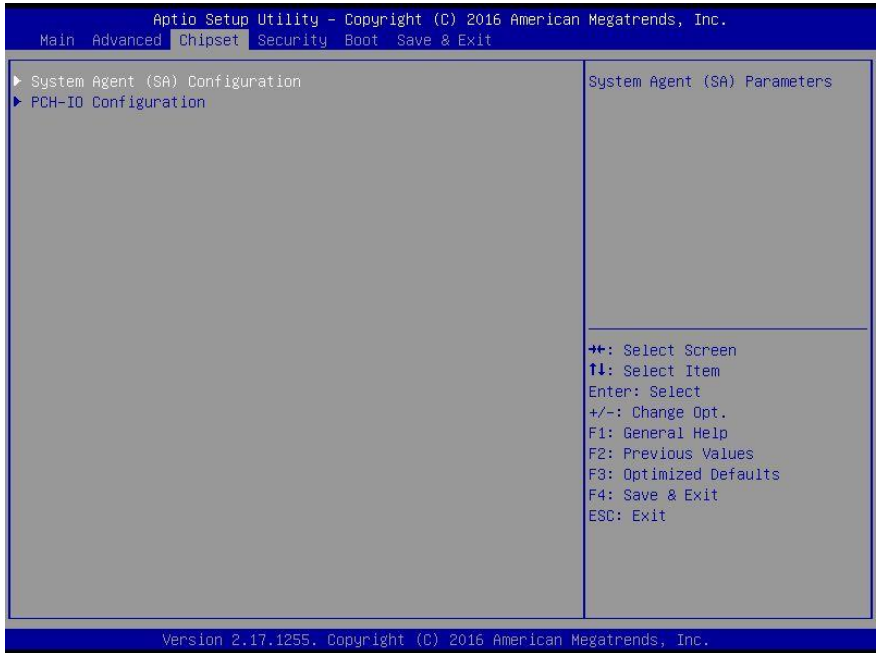 Aptio Setup Utility – Copyright (C) 2016 American Megatrends, Inc.
Main Advanced Chipset Security Boot Save & Exit
▶ System Agent (SA) Configuration
▶ PCH-IO Configuration
System Agent (SA) Parameters
→←: Select Screen
↑↓: Select Item
Enter: Select
+/-: Change Opt.
F1: General Help
F2: Previous Values
F3: Optimized Defaults
F4: Save & Exit
ESC: Exit
Version 2.17.1255. Copyright (C) 2016 American Megatrends, Inc.